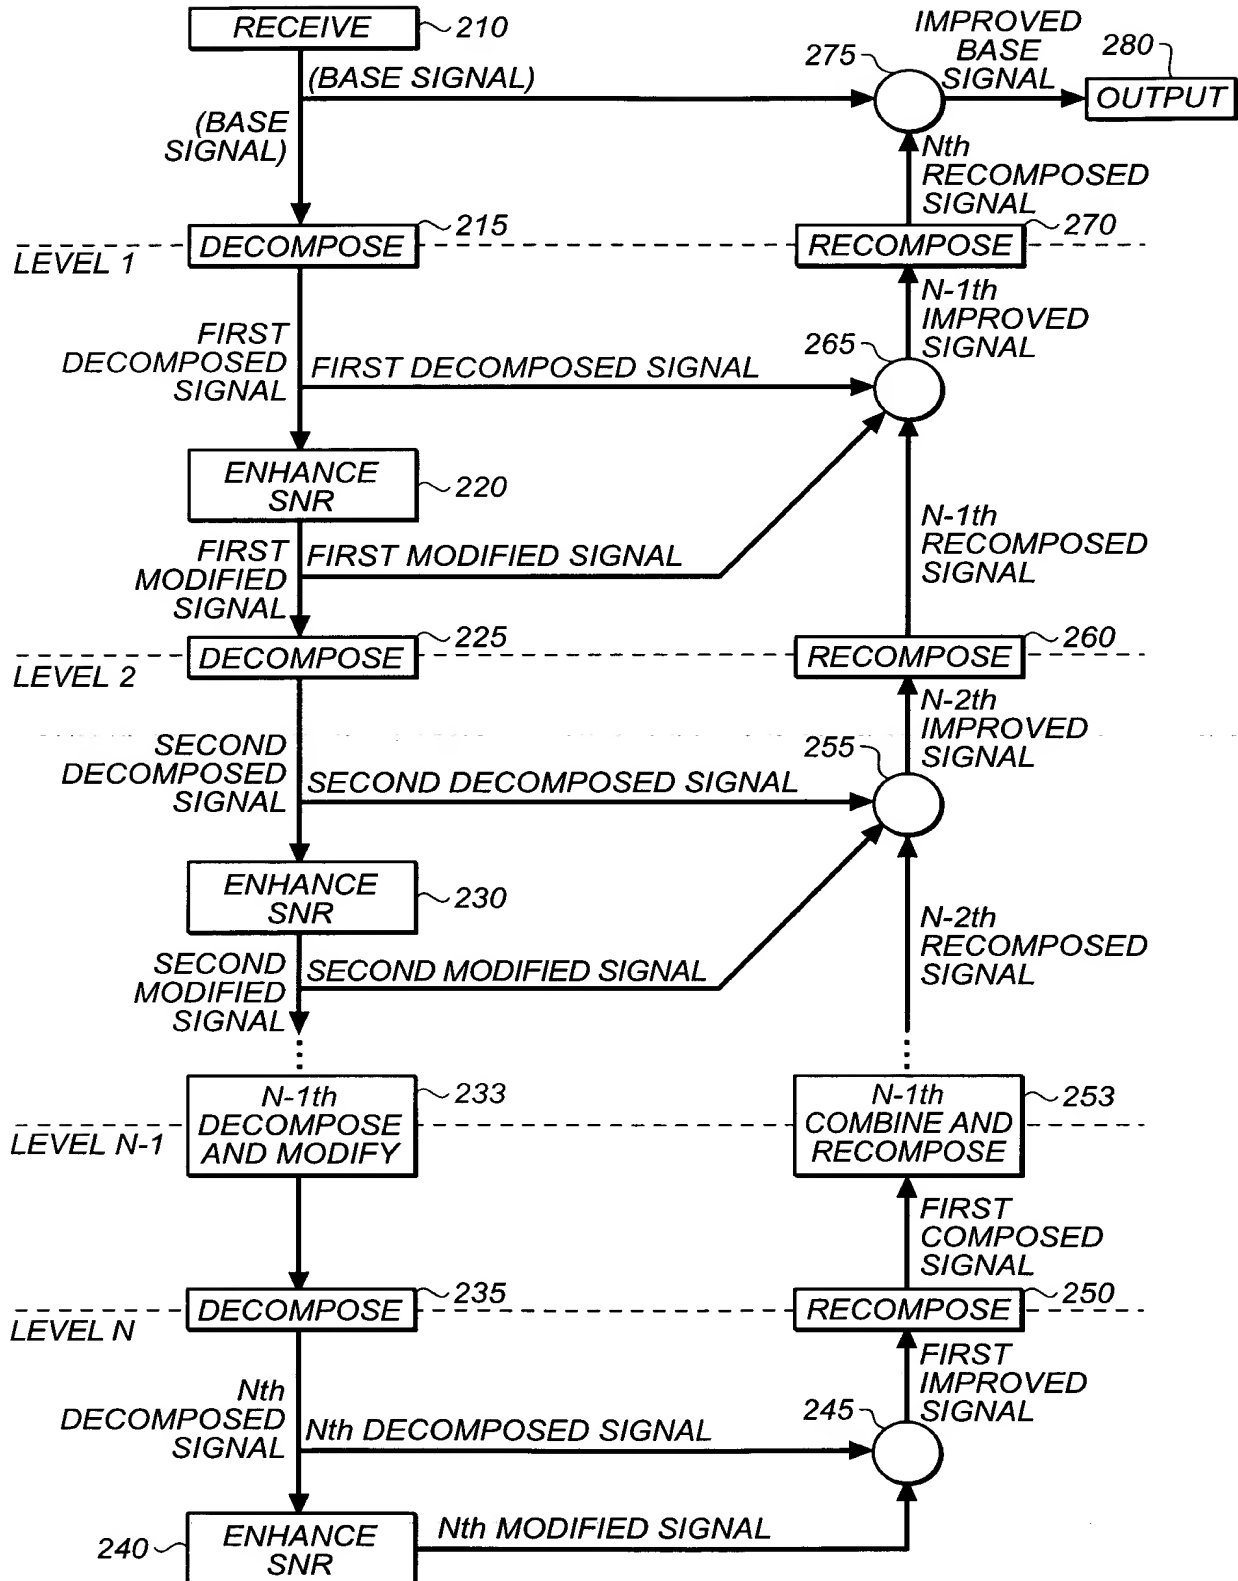 RECEIVE
210
(BASE SIGNAL)
(BASE
SIGNAL)
275
IMPROVED
BASE
SIGNAL
280
OUTPUT
Nth
RECOMPOSED
SIGNAL
LEVEL 1
DECOMPOSE
215
RECOMPOSE
270
FIRST
DECOMPOSED
SIGNAL
FIRST DECOMPOSED SIGNAL
265
N-1th
IMPROVED
SIGNAL
ENHANCE
SNR
220
FIRST
MODIFIED
SIGNAL
FIRST MODIFIED SIGNAL
N-1th
RECOMPOSED
SIGNAL
LEVEL 2
DECOMPOSE
225
RECOMPOSE
260
SECOND
DECOMPOSED
SIGNAL
SECOND DECOMPOSED SIGNAL
255
N-2th
IMPROVED
SIGNAL
ENHANCE
SNR
230
SECOND
MODIFIED
SIGNAL
SECOND MODIFIED SIGNAL
N-2th
RECOMPOSED
SIGNAL
LEVEL N-1
N-1th
DECOMPOSE
AND MODIFY
233
N-1th
COMBINE AND
RECOMPOSE
253
FIRST
COMPOSED
SIGNAL
LEVEL N
DECOMPOSE
235
RECOMPOSE
250
Nth
DECOMPOSED
SIGNAL
Nth DECOMPOSED SIGNAL
245
FIRST
IMPROVED
SIGNAL
240
ENHANCE
SNR
Nth MODIFIED SIGNAL